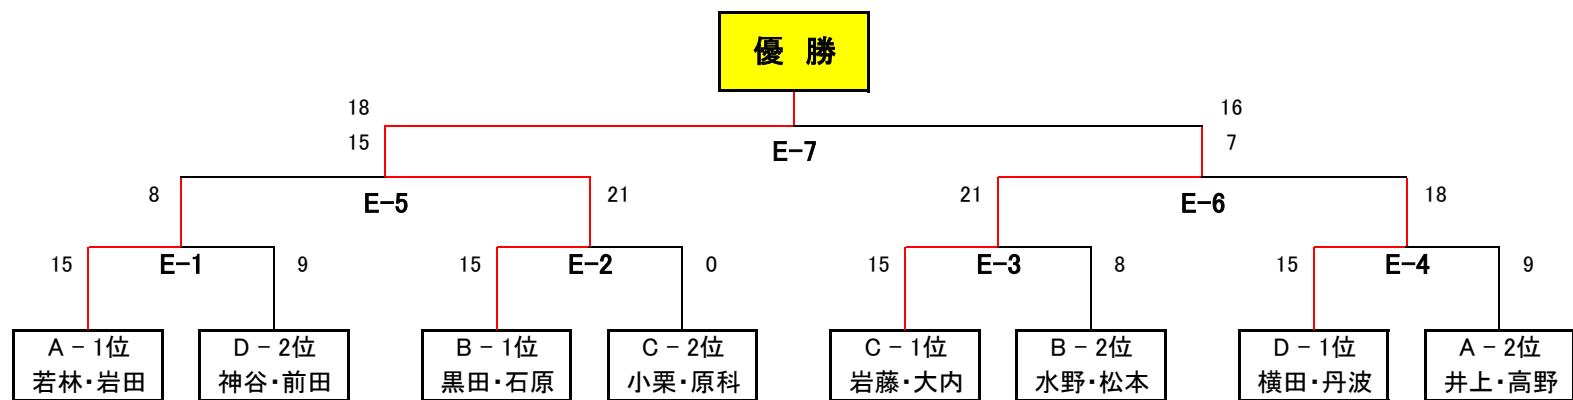 優 勝
18 16
15 E-7 7
8 E-5 21 21 E-6 18
15 E-1 9 15 E-2 0 15 E-3 8 15 E-4 9
A - 1位 D - 2位 B - 1位 C - 2位 C - 1位 B - 2位 D - 1位 A - 2位
若林・岩田 神谷・前田 黒田・石原 小栗・原科 岩藤・大内 水野・松本 横田・丹波 井上・高野